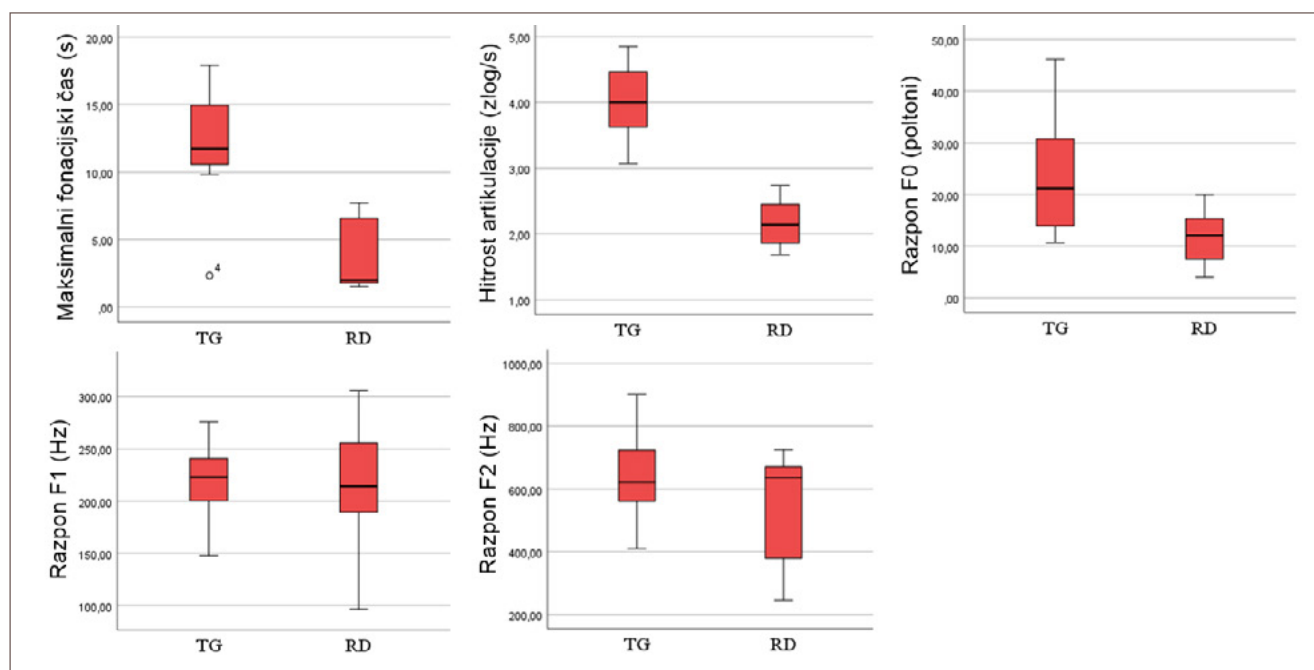 Maksimalni fonacijski čas (s)
20,00
15,00
10,00
5,00
,00
4
TG
RD
Hitrost artikulacije (zlog/s)
5,00
4,00
3,00
2,00
1,00
TG
RD
Razpon F0 (poltoni)
50,00
40,00
30,00
20,00
10,00
,00
TG
RD
Razpon F1 (Hz)
300,00
250,00
200,00
150,00
100,00
TG
RD
Razpon F2 (Hz)
1000,00
800,00
600,00
400,00
200,00
TG
RD